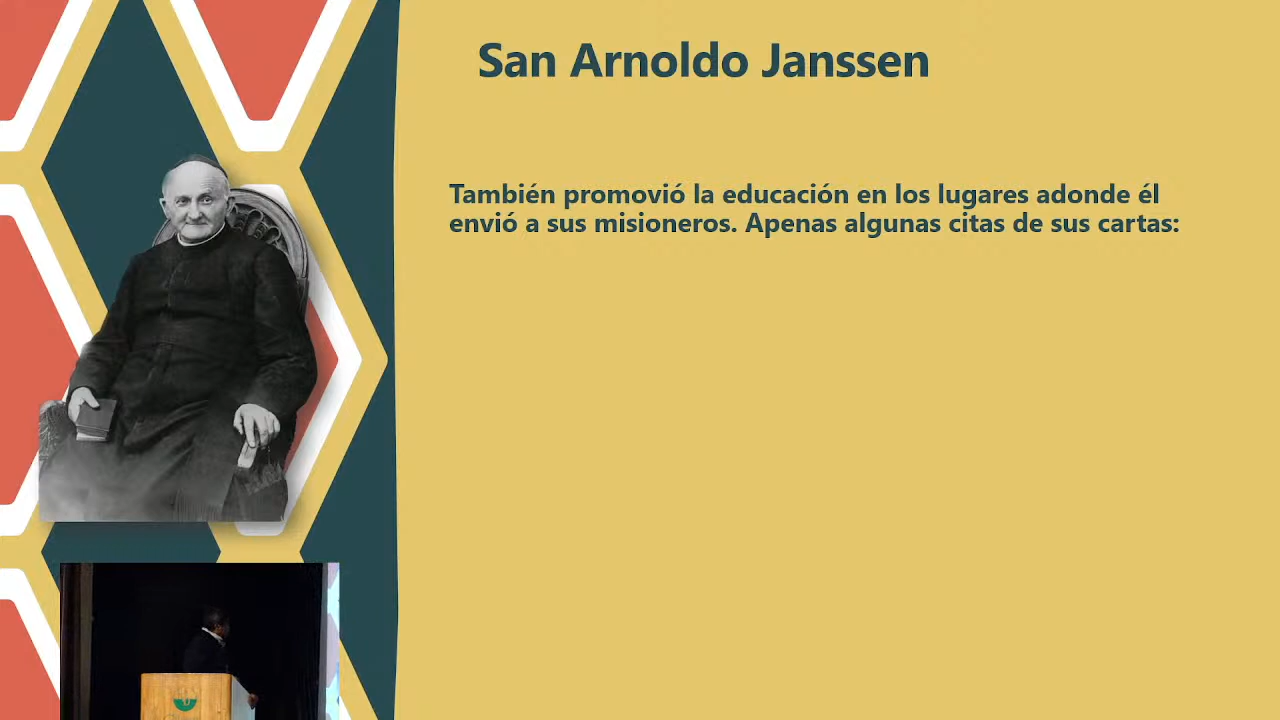 San Arnoldo Janssen
También promovió la educación en los lugares adonde él
envió a sus misioneros. Apenas algunas citas de sus cartas: